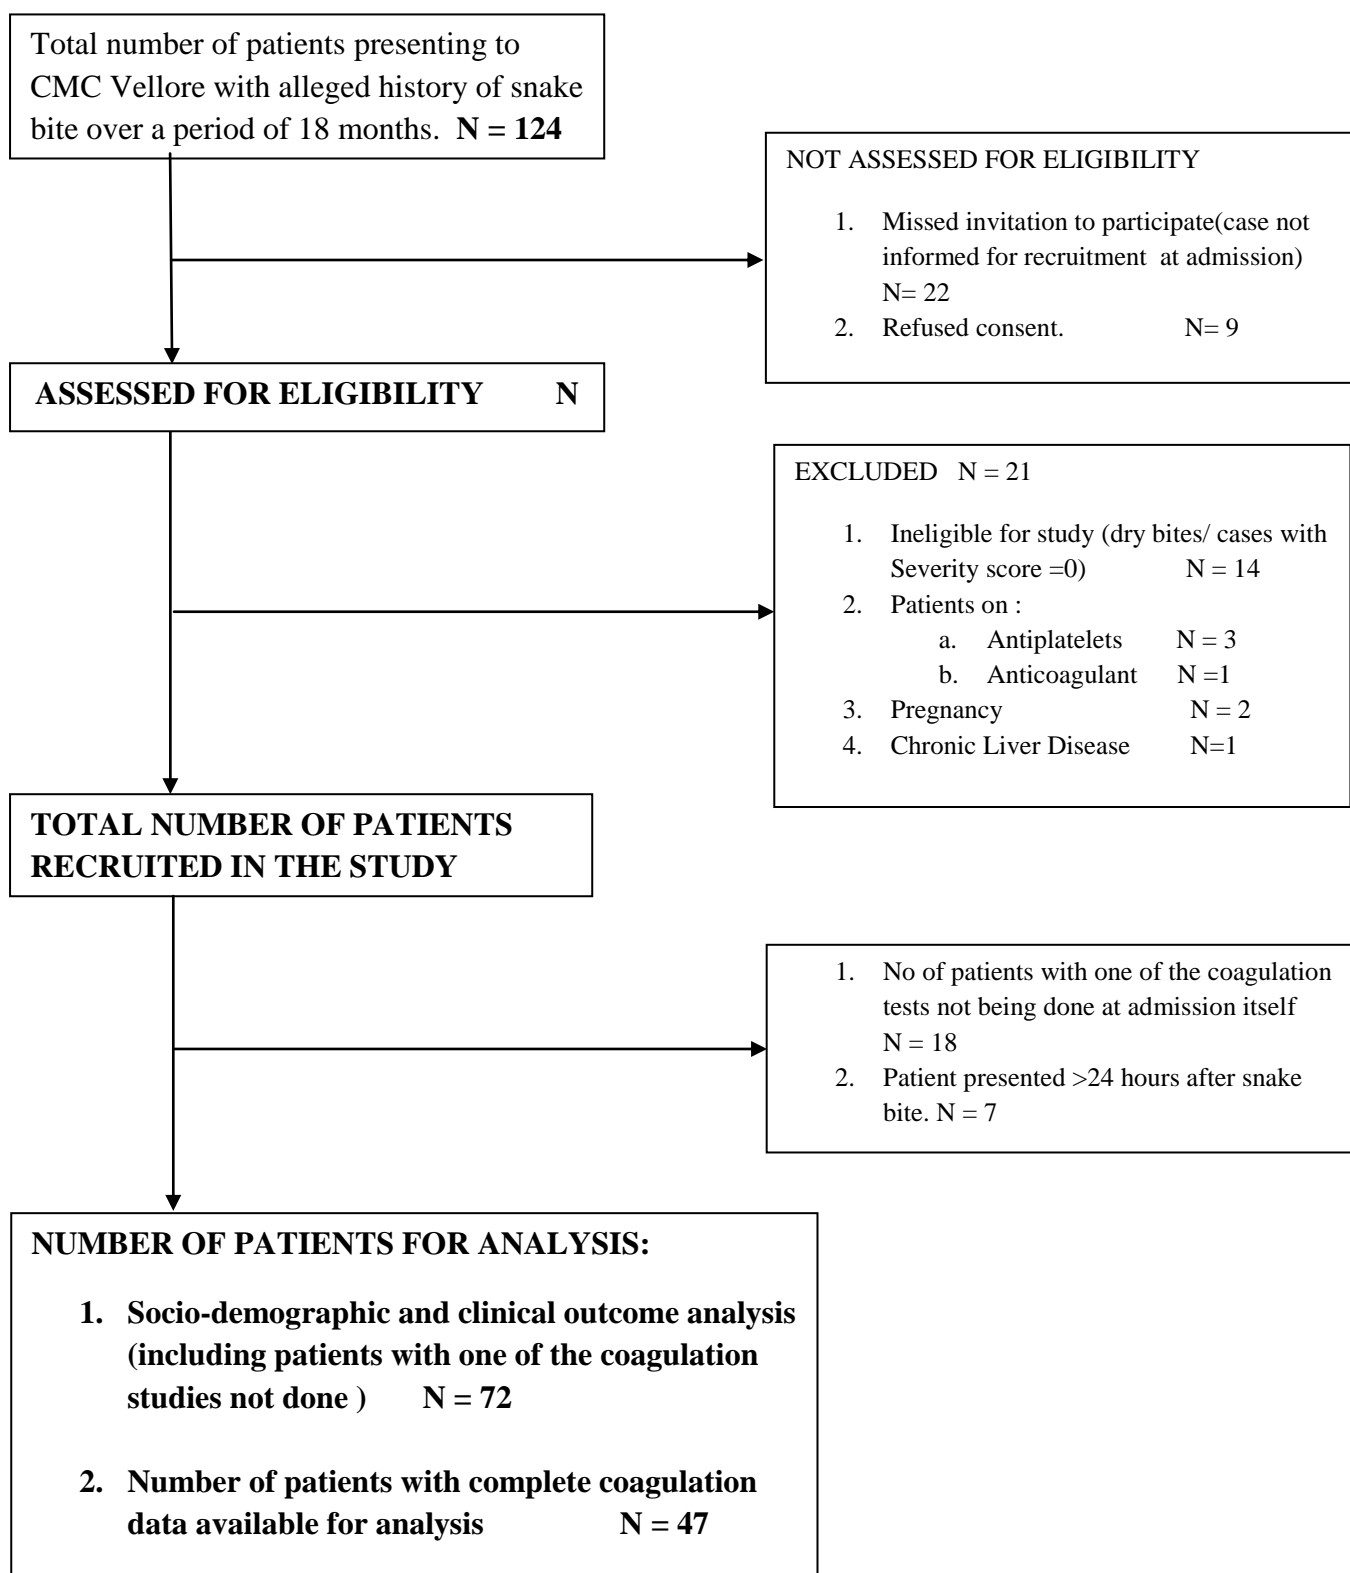 Total number of patients presenting to
CMC Vellore with alleged history of snake
bite over a period of 18 months.  N = 124
NOT ASSESSED FOR ELIGIBILITY
1. Missed invitation to participate(case not
informed for recruitment  at admission)
N= 22
2. Refused consent. N= 9
ASSESSED FOR ELIGIBILITY N
EXCLUDED N = 21
1. Ineligible for study (dry bites/ cases with
Severity score =0) N = 14
2. Patients on :
a. Antiplatelets N = 3
b. Anticoagulant N =1
3. Pregnancy N = 2
4. Chronic Liver Disease N=1
TOTAL NUMBER OF PATIENTS
RECRUITED IN THE STUDY
1. No of patients with one of the coagulation
tests not being done at admission itself
N = 18
2. Patient presented >24 hours after snake
bite. N = 7
NUMBER OF PATIENTS FOR ANALYSIS:
1. Socio-demographic and clinical outcome analysis
(including patients with one of the coagulation
studies not done ) N = 72
2. Number of patients with complete coagulation
data available for analysis N = 47